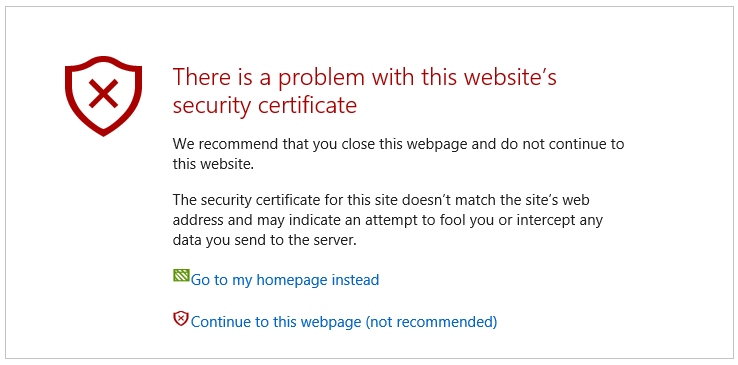 There is a problem with this website's
security certificate
We recommend that you close this webpage and do not continue to
this website.
The security certificate for this site doesn't match the site's web
address and may indicate an attempt to fool you or intercept any
data you send to the server.
Go to my homepage instead
Continue to this webpage (not recommended)